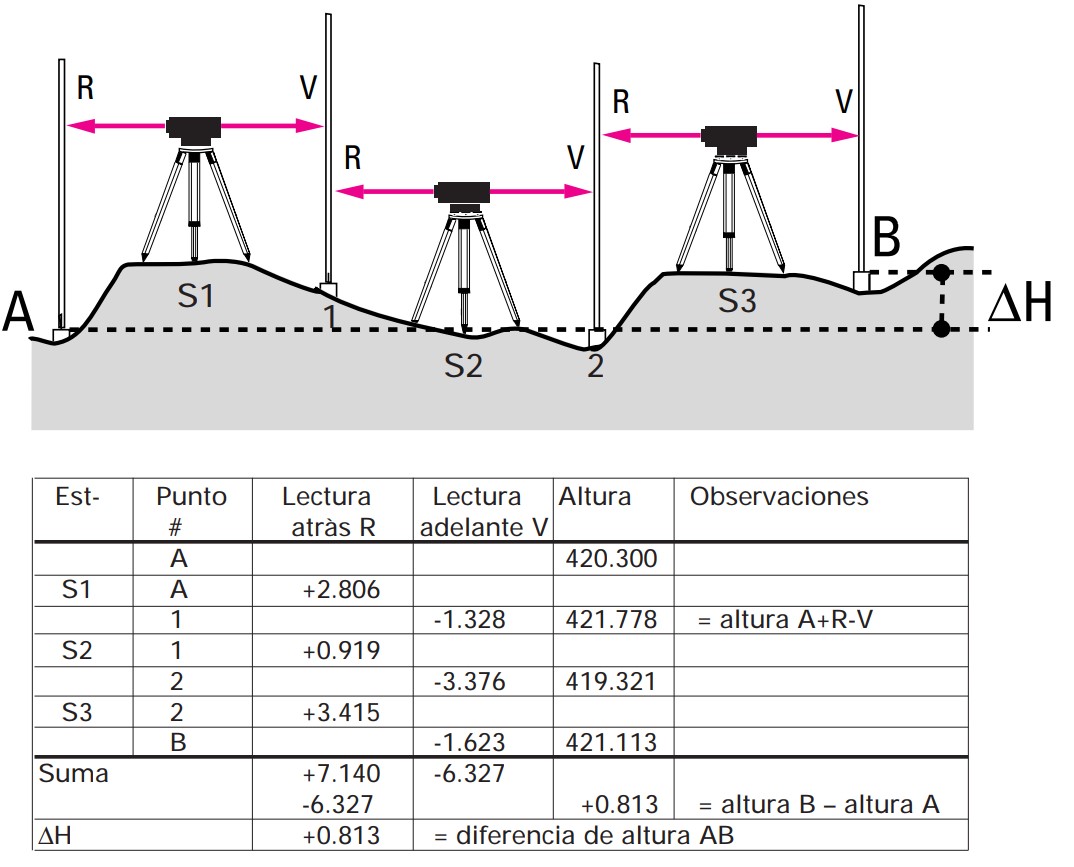 R V R V
R V
B
S1 S3 ΔH
A 1
S2 2
Est- Punto Lectura Lectura Altura Observaciones
# atràs R adelante V
A 420.300
S1 A +2.806
1 -1.328 421.778 = altura A+R-V
S2 1 +0.919
2 -3.376 419.321
S3 2 +3.415
B -1.623 421.113
Suma +7.140 -6.327
-6.327 +0.813 = altura B – altura A
ΔH +0.813 = diferencia de altura AB